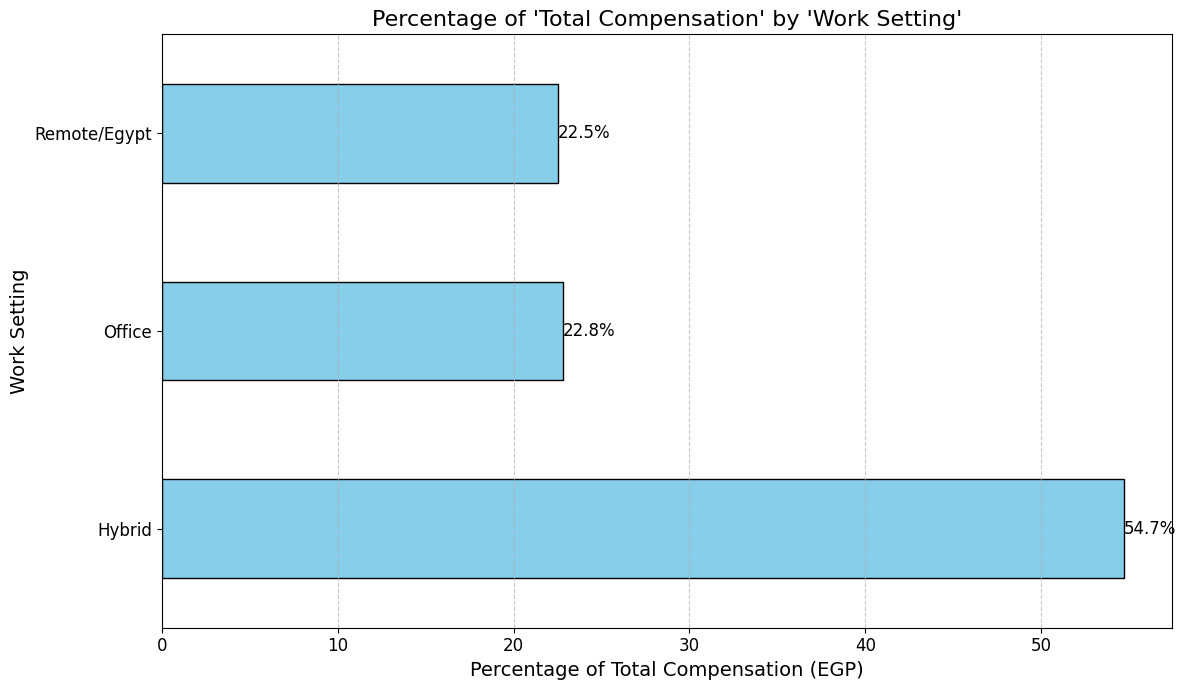 Percentage of 'Total Compensation' by 'Work Setting'
Work Setting
Remote/Egypt
22.5%
Office
22.8%
Hybrid
54.7%
0 10 20 30 40 50
Percentage of Total Compensation (EGP)